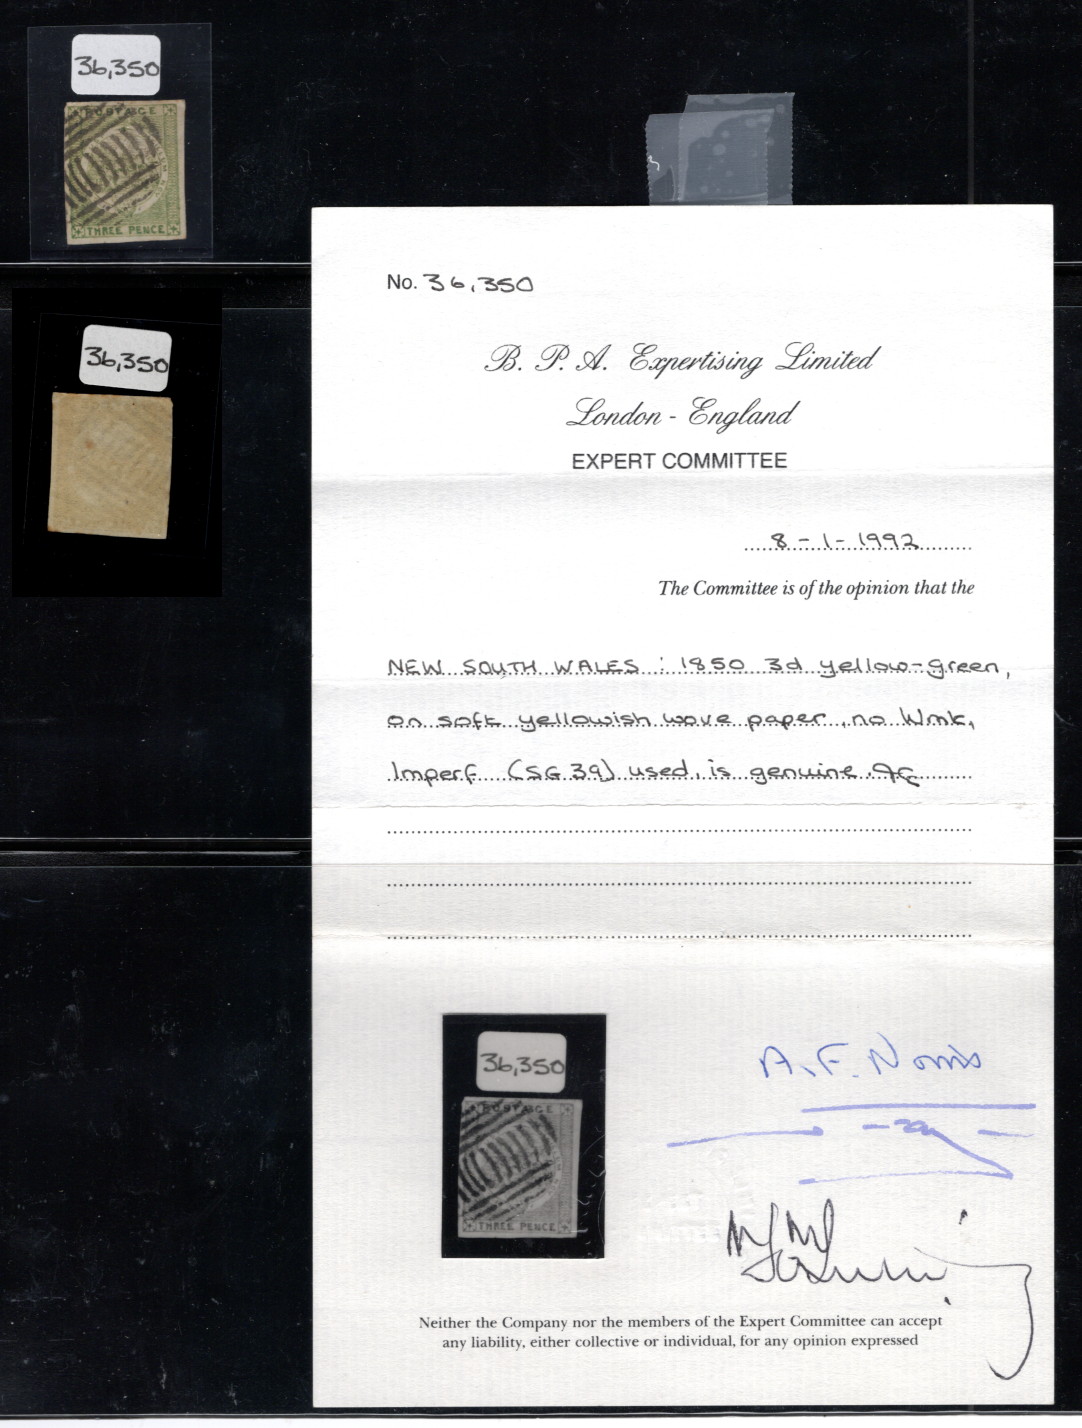 36,350
POSTAGE
THREE PENCE
36,350
No. 36,350
B. P. A. Expertising Limited
London - England
EXPERT COMMITTEE
8-1-1992
The Committee is of the opinion that the
NEW SOUTH WALES : 1850 3d yellow-green,
on soft yellowish wove paper, no Wmk,
Imperf (SG 39) used, is genuine.
36,350
POSTAGE
THREE PENCE
A. F. Norris
Neither the Company nor the members of the Expert Committee can accept
any liability, either collective or individual, for any opinion expressed